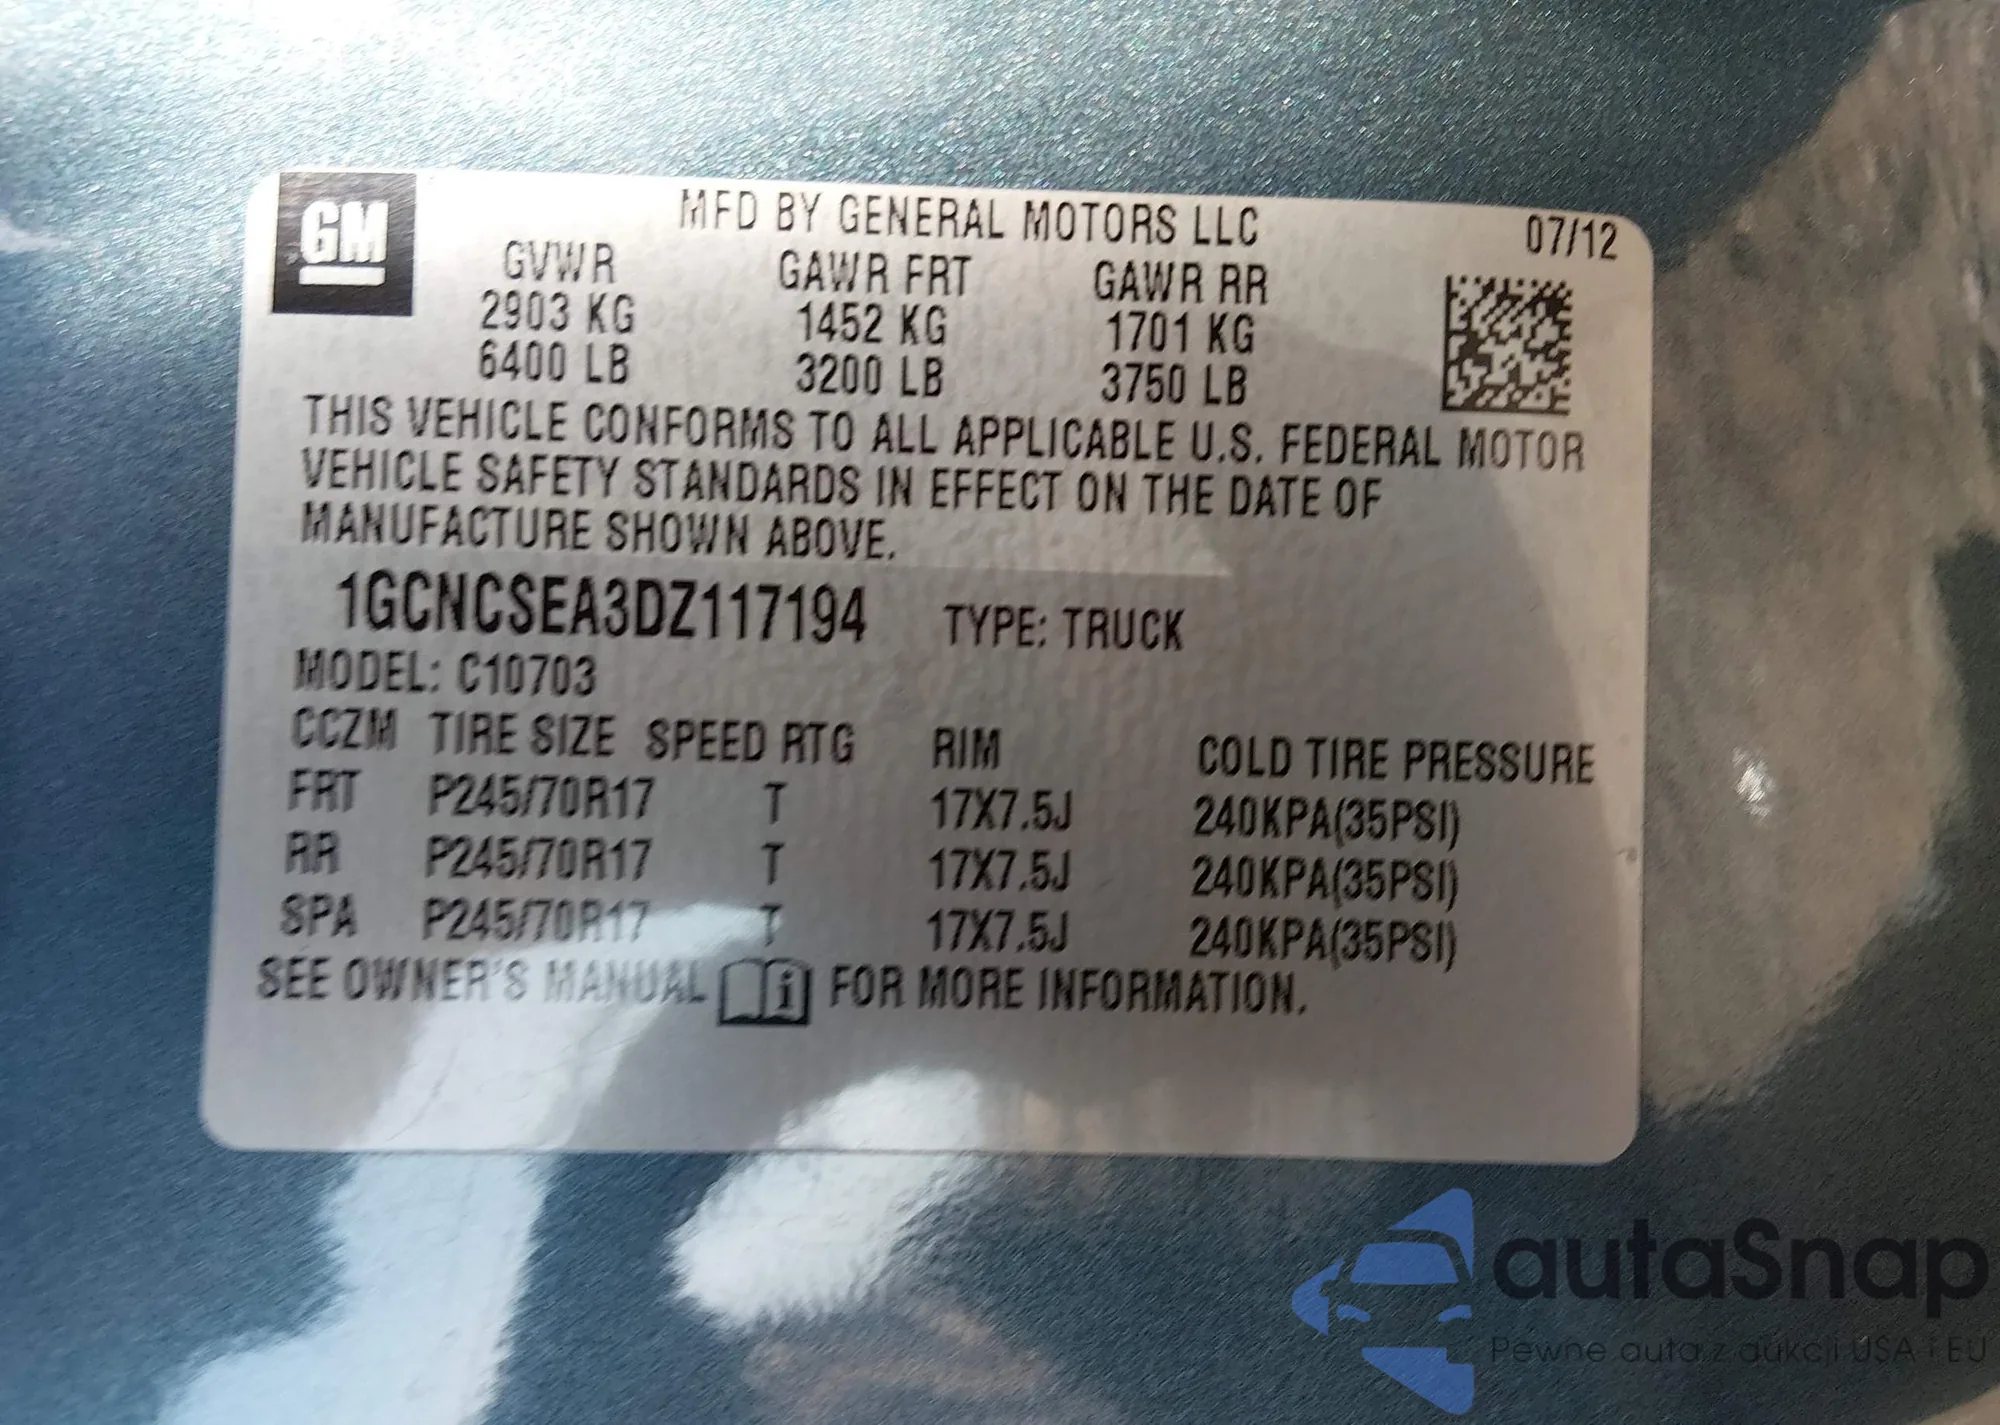 GM
MFD BY GENERAL MOTORS LLC 07/12
GVWR GAWR FRT GAWR RR
2903 KG 1452 KG 1701 KG
6400 LB 3200 LB 3750 LB
THIS VEHICLE CONFORMS TO ALL APPLICABLE U.S. FEDERAL MOTOR
VEHICLE SAFETY STANDARDS IN EFFECT ON THE DATE OF
MANUFACTURE SHOWN ABOVE.
1GCNCSEA3DZ117194 TYPE: TRUCK
MODEL: C10703
CCZM TIRE SIZE SPEED RTG RIM COLD TIRE PRESSURE
FRT P245/70R17 T 17X7.5J 240KPA(35PSI)
RR P245/70R17 T 17X7.5J 240KPA(35PSI)
SPA P245/70R17 T 17X7.5J 240KPA(35PSI)
SEE OWNER'S MANUAL i FOR MORE INFORMATION.
autaSnap
Pewne auta z aukcji USA i EU